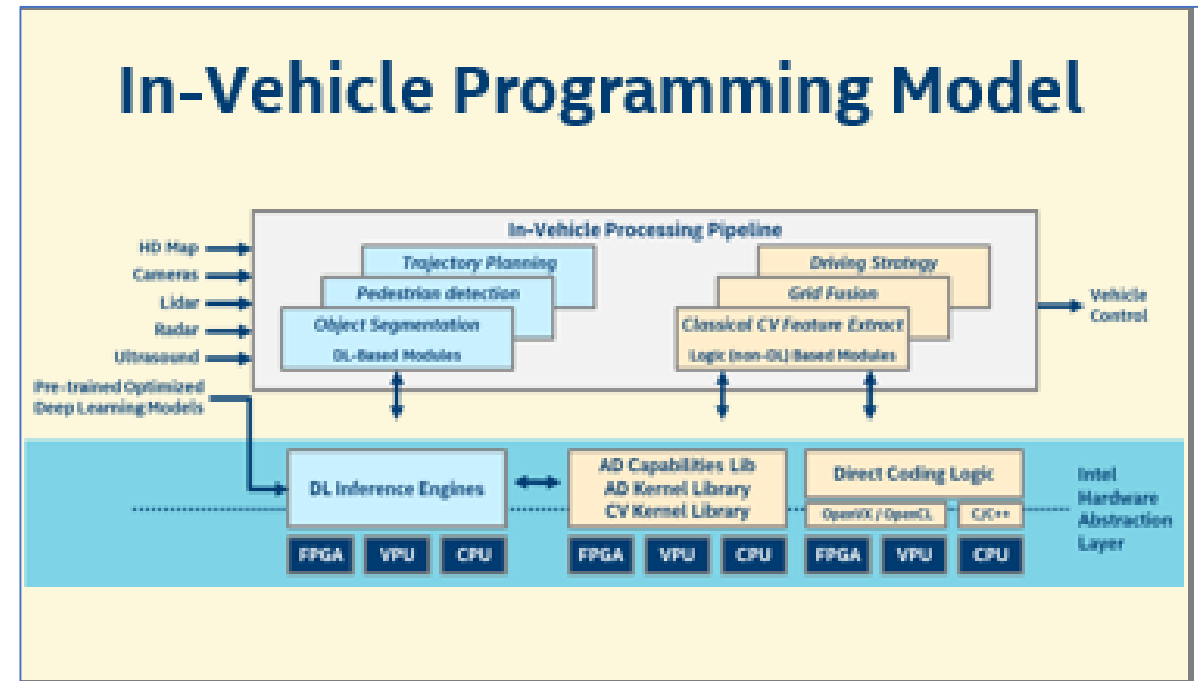 In-Vehicle Programming Model
In-Vehicle Processing Pipeline
HD Map
Cameras
Lidar
Radar
Ultrasound
Pre-trained Optimized
Deep Learning Models
Trajectory Planning
Pedestrian detection
Object Segmentation
DL-Based Modules
Driving Strategy
Grid Fusion
Classical CV Feature Extract
Logic (non-DL) Based Modules
Vehicle
Control
DL Inference Engines
AD Capabilities Lib
AD Kernel Library
CV Kernel Library
Direct Coding Logic
OpenVX / OpenCL
C/C++
Intel
Hardware
Abstraction
Layer
FPGA
VPU
CPU
FPGA
VPU
CPU
FPGA
VPU
CPU